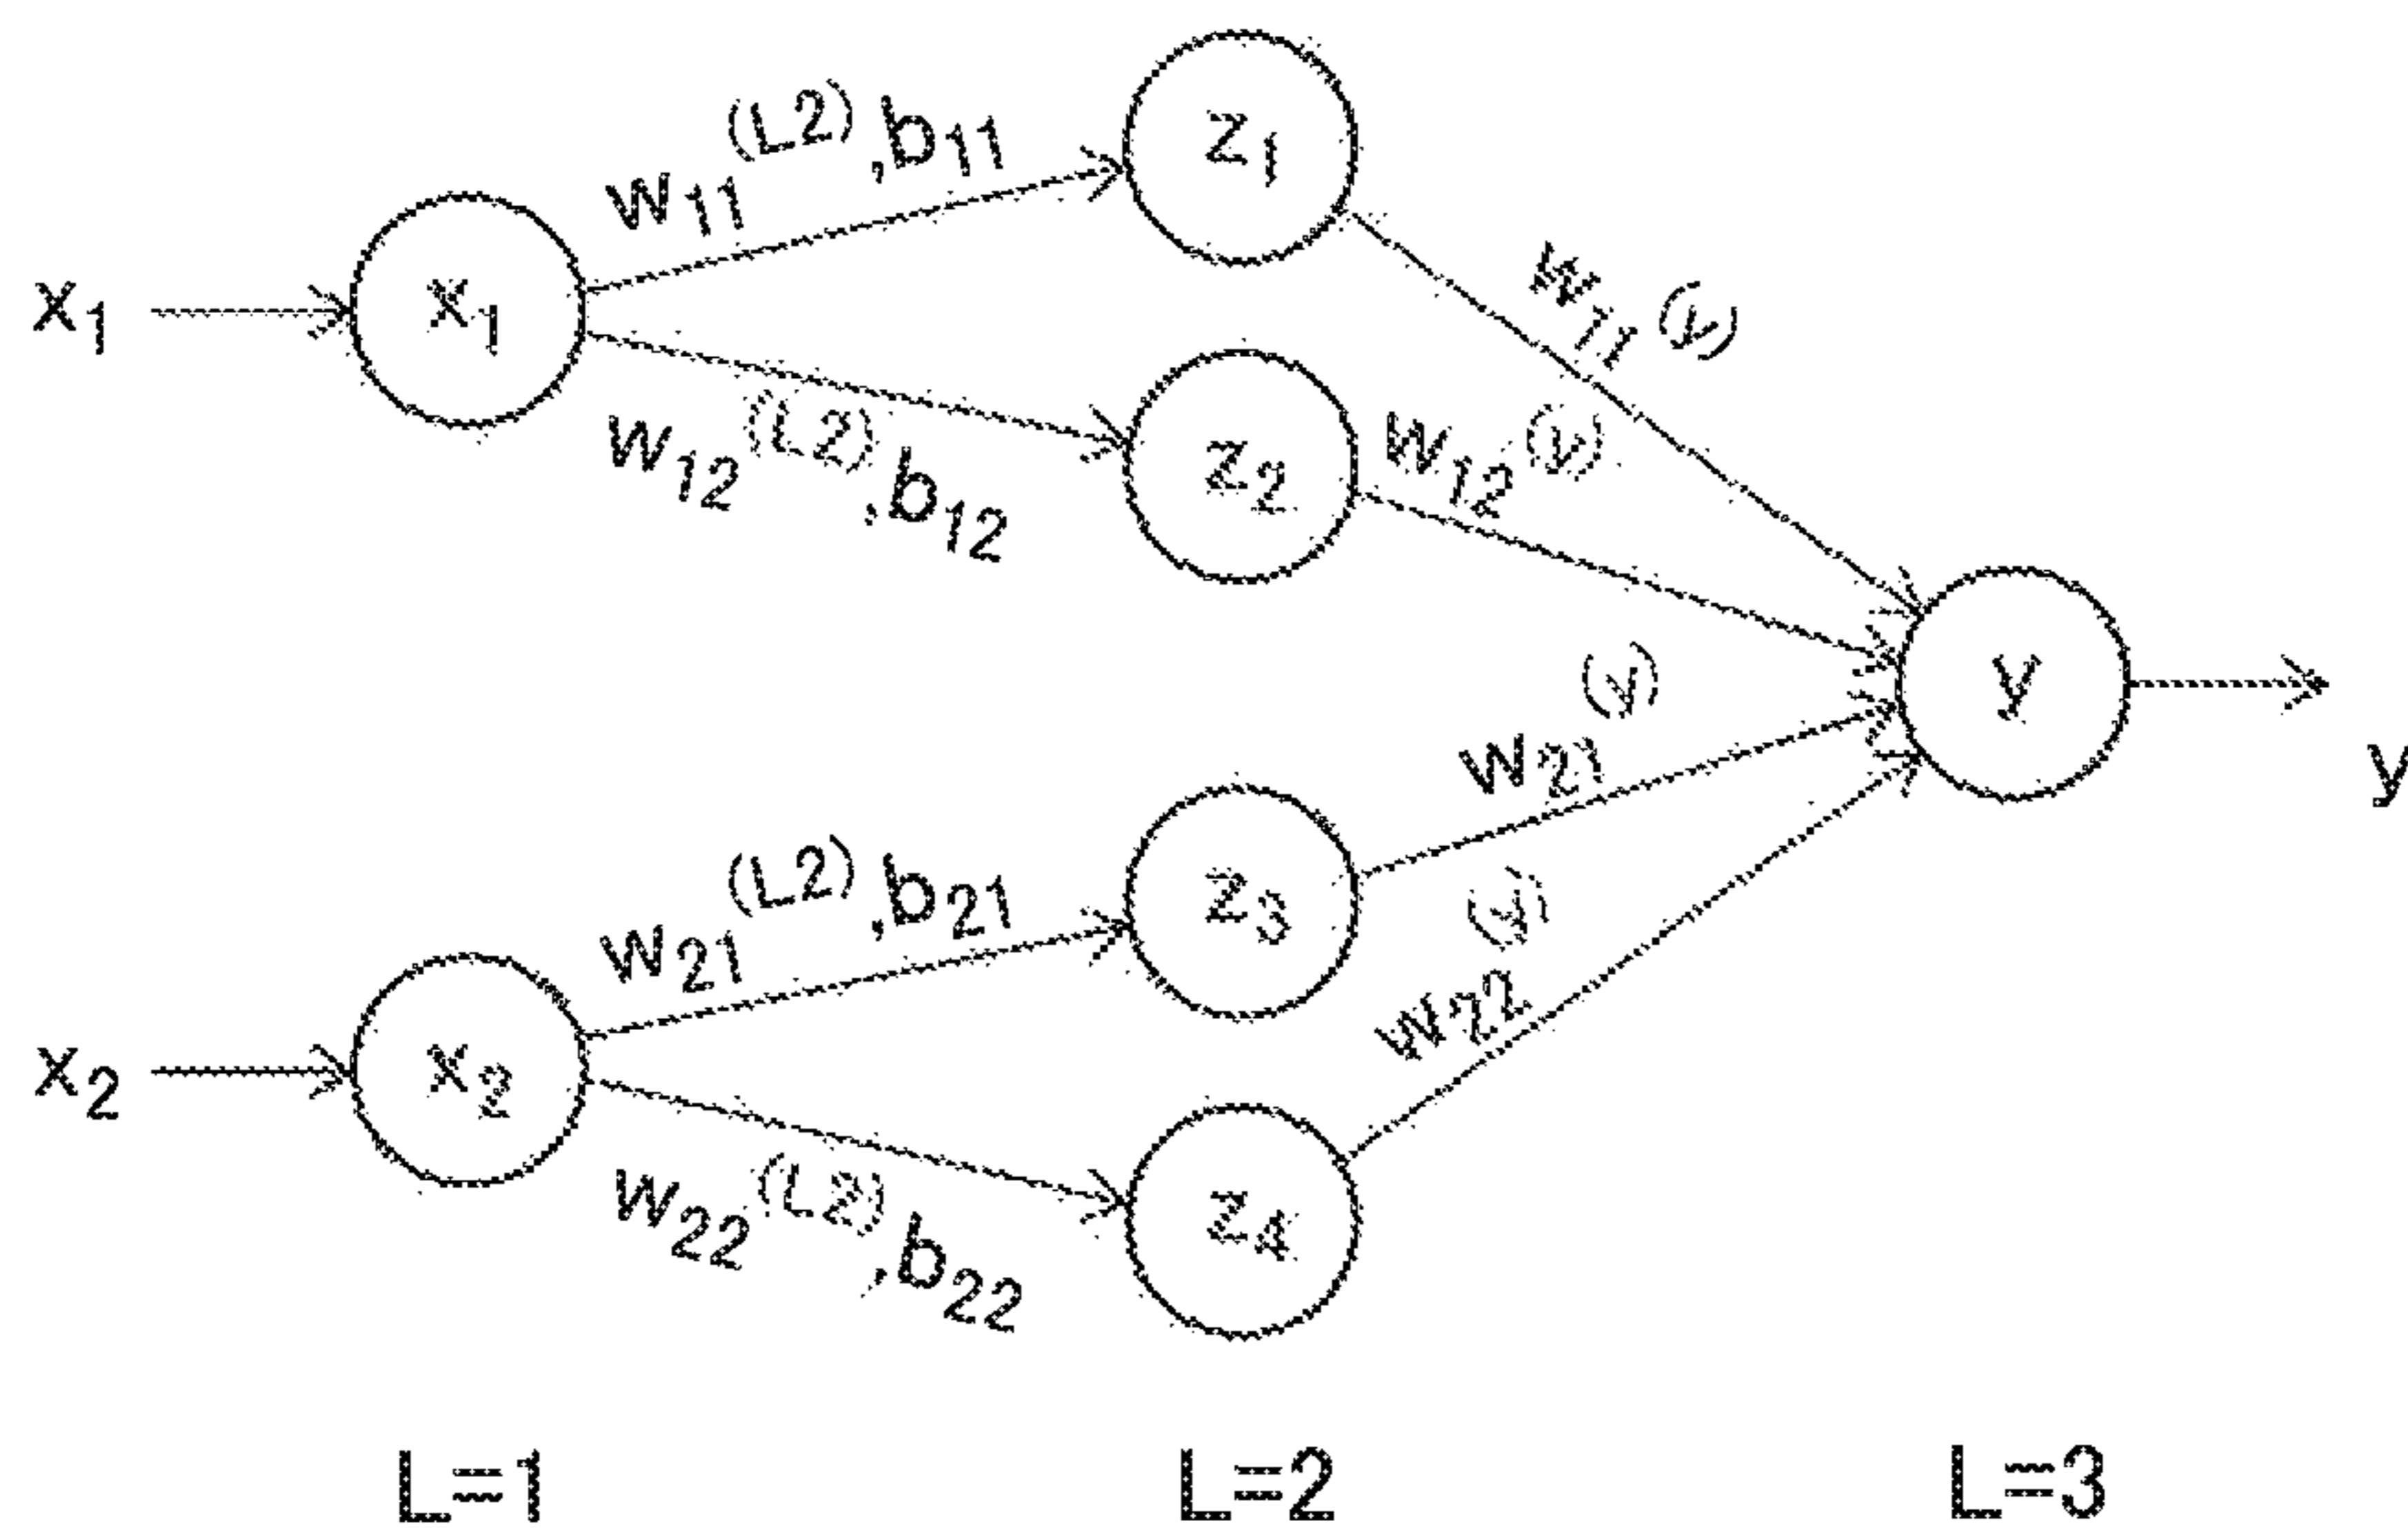 x₁
x₁
w₁₁⁽ᴸ²⁾,b₁₁
w₁₂⁽ᴸ²⁾,b₁₂
z₁
z₂
w₁₁⁽ʸ⁾
w₁₂⁽ʸ⁾
x₂
x₂
w₂₁⁽ᴸ²⁾,b₂₁
w₂₂⁽ᴸ²⁾,b₂₂
z₃
z₄
w₂₁⁽ʸ⁾
w₂₂⁽ʸ⁾
y
y
L=1
L=2
L=3